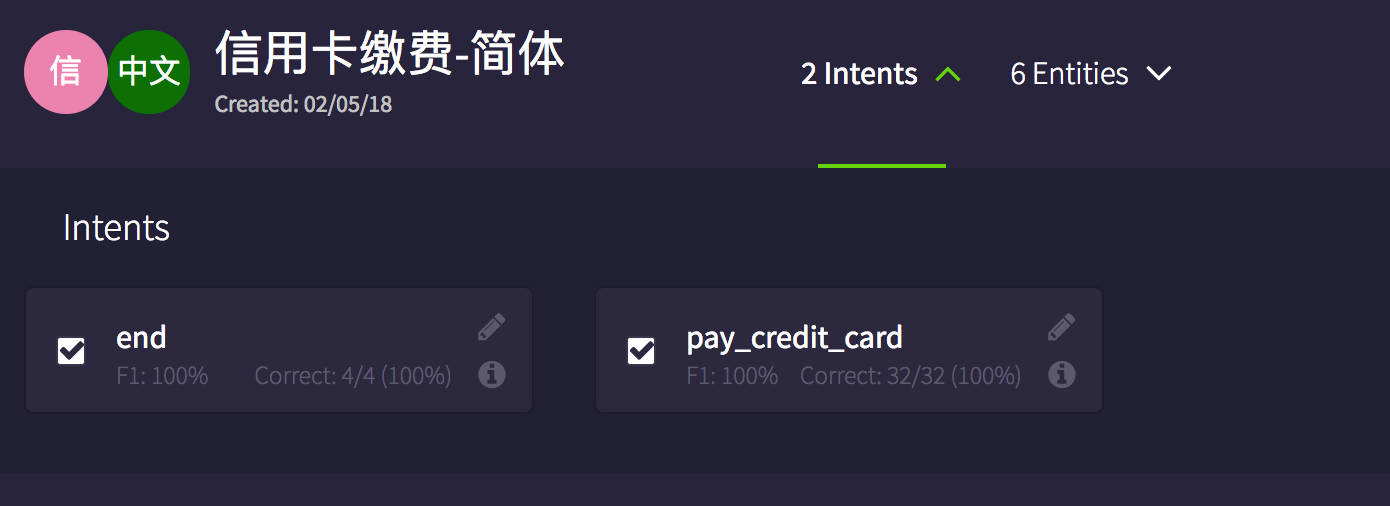 信 中文 信用卡缴费-简体 2 Intents 6 Entities
Created: 02/05/18
Intents
end pay_credit_card
F1: 100% Correct: 4/4 (100%) F1: 100% Correct: 32/32 (100%)